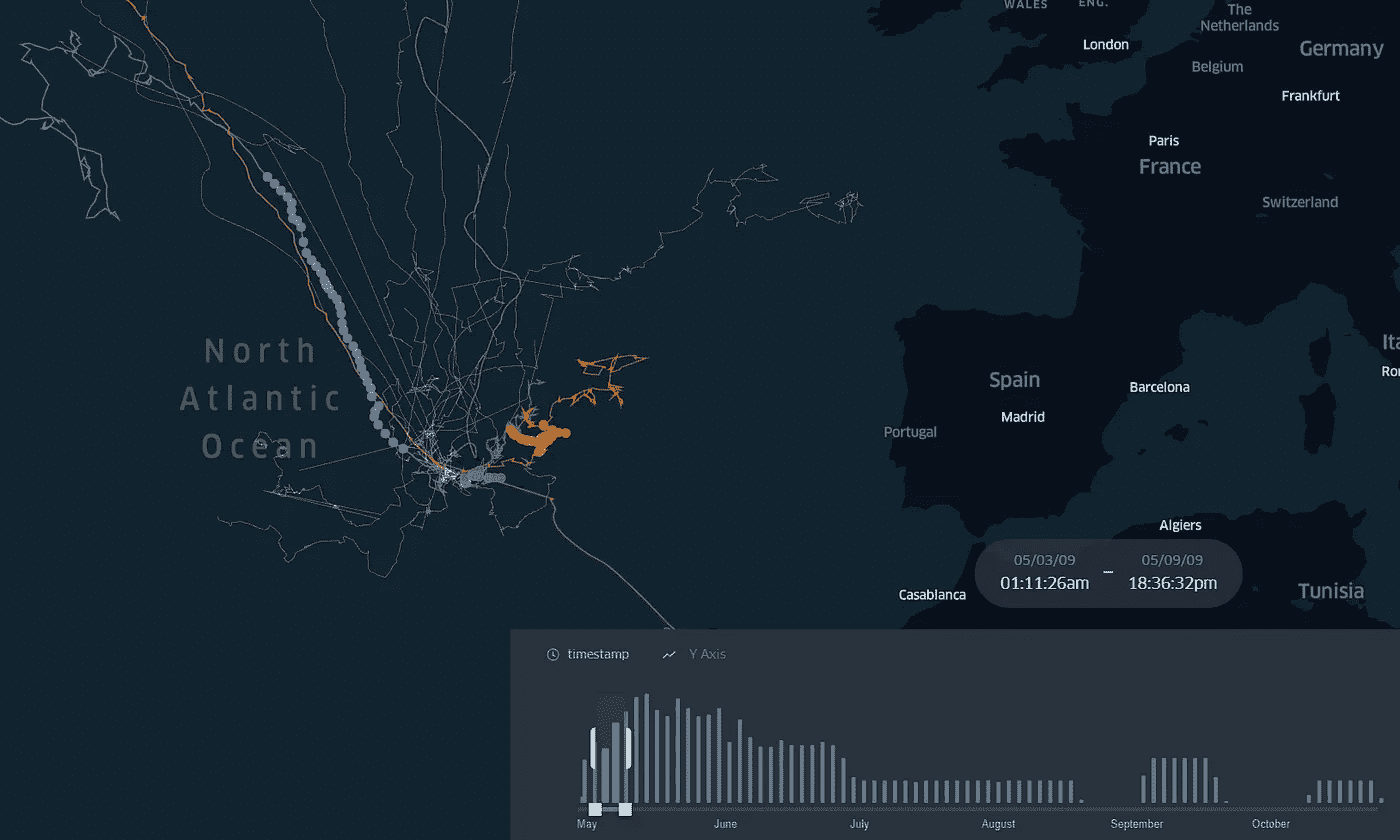 WALES
ENG.
The
Netherlands
London
Germany
Belgium
Frankfurt
Paris
France
Switzerland
North
Atlantic
Ocean
Ita
Ro
Spain
Barcelona
Madrid
Portugal
Algiers
05/03/09
01:11:26am
–
05/09/09
18:36:32pm
Casablanca
Tunisia
timestamp
Y Axis
May
June
July
August
September
October